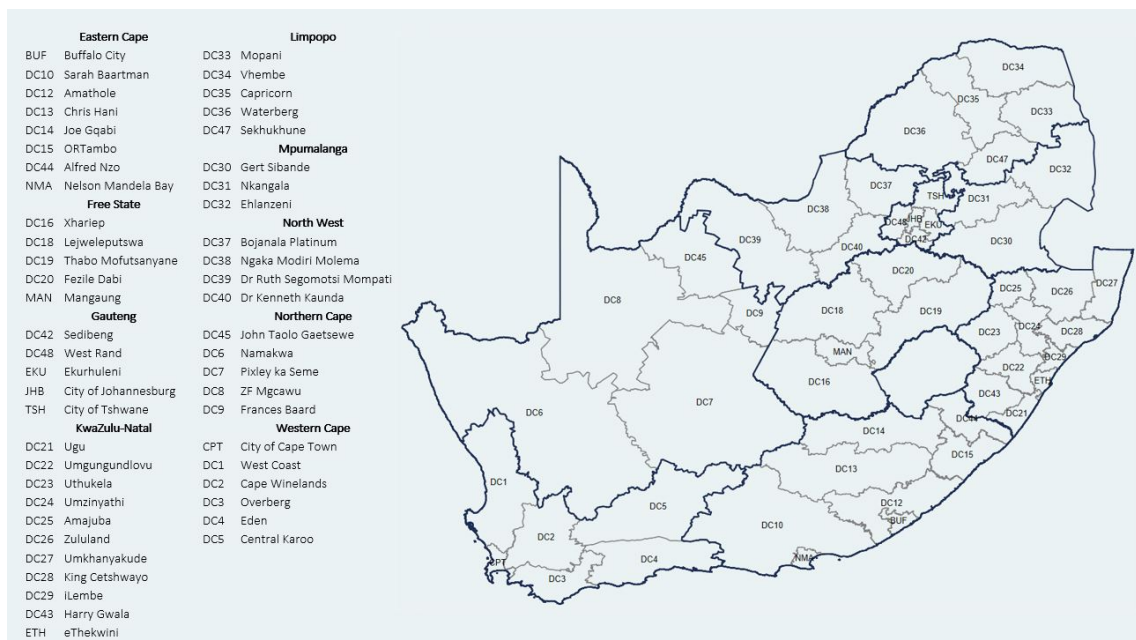 Eastern Cape
BUF Buffalo City
DC10 Sarah Baartman
DC12 Amathole
DC13 Chris Hani
DC14 Joe Gqabi
DC15 ORTambo
DC44 Alfred Nzo
NMA Nelson Mandela Bay
Free State
DC16 Xhariep
DC18 Lejweleputswa
DC19 Thabo Mofutsanyane
DC20 Fezile Dabi
MAN Mangaung
Gauteng
DC42 Sedibeng
DC48 West Rand
EKU Ekurhuleni
JHB City of Johannesburg
TSH City of Tshwane
KwaZulu-Natal
DC21 Ugu
DC22 Umgungundlovu
DC23 Uthukela
DC24 Umzinyathi
DC25 Amajuba
DC26 Zululand
DC27 Umkhanyakude
DC28 King Cetshwayo
DC29 iLembe
DC43 Harry Gwala
ETH eThekwini
Limpopo
DC33 Mopani
DC34 Vhembe
DC35 Capricorn
DC36 Waterberg
DC47 Sekhukhune
Mpumalanga
DC30 Gert Sibande
DC31 Nkangala
DC32 Ehlanzeni
North West
DC37 Bojanala Platinum
DC38 Ngaka Modiri Molema
DC39 Dr Ruth Segomotsi Mompati
DC40 Dr Kenneth Kaunda
Northern Cape
DC45 John Taolo Gaetsewe
DC6 Namakwa
DC7 Pixley ka Seme
DC8 ZF Mgcawu
DC9 Frances Baard
Western Cape
CPT City of Cape Town
DC1 West Coast
DC2 Cape Winelands
DC3 Overberg
DC4 Eden
DC5 Central Karoo
DC34
DC35
DC33
DC36
DC47
DC32
DC37
TSH
DC31
DC38
DC48
JHB
EKU
DC42
DC39
DC40
DC30
DC45
DC20
DC25
DC26
DC27
DC8
DC9
DC18
DC19
DC23
DC24
DC28
MAN
DC29
DC22
DC16
ETH
DC43
DC7
DC6
DC21
DC44
DC14
DC15
DC13
DC1
DC12
DC5
BUF
DC10
DC2
NMA
DC4
CPT
DC3